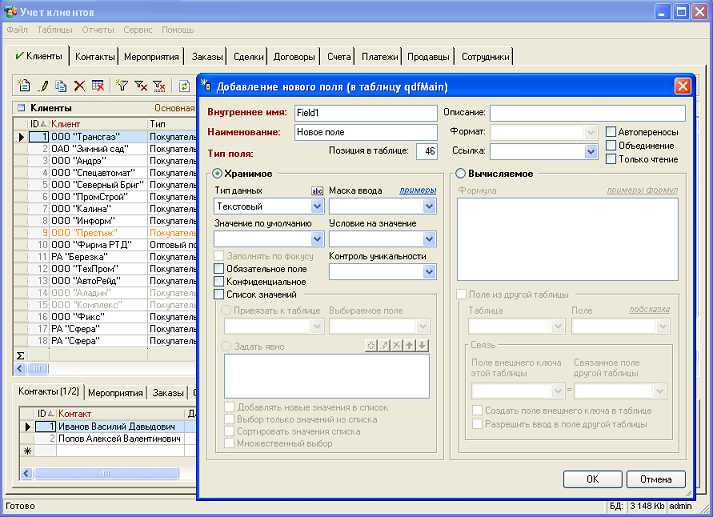 Учет клиентов
Файл Таблицы Отчеты Сервис Помощь
Клиенты Контакты Мероприятия Заказы Сделки Договоры Счета Платежи Продавцы Сотрудники
Клиенты Основная
ID Клиент Тип
1 ООО "Трансгаз" Покупатель
2 ОАО "Зимний сад" Покупатель
3 ООО "Андрэ" Покупатель
4 ООО "Спецавтомат" Покупатель
5 ООО "Северный Бриг" Покупатель
6 ООО "ПромСтрой" Покупатель
7 ООО "Калина" Покупатель
8 ООО "Информ" Покупатель
9 ООО "Престиж" Покупатель
10 ООО "Фирма РТД" Оптовый по
11 РА "Березка" Покупатель
12 ООО "ТехПром" Покупатель
13 ООО "АвтоРейд" Покупатель
14 ООО "Аладин" Покупатель
15 ООО "Комплекс" Покупатель
16 ООО "Фикс" Покупатель
17 РА "Сфера" Покупатель
18 РА "Сфера" Покупатель
Σ
Контакты (1/2) Мероприятия Заказы
ID Контакт Да
1 Иванов Василий Давыдович
2 Попов Алексей Валентинович
Готово
БД: 3 148 Kb admin
Добавление нового поля (в таблицу qdfMain)
Внутреннее имя: Field1 Описание:
Наименование: Новое поле Формат: Автопереносы
Тип поля: Позиция в таблице: 46 Ссылка: Объединение
Только чтение
Хранимое
Тип данных abc Маска ввода примеры
Текстовый
Значение по умолчанию Условие на значение
Заполнять по фокусу Контроль уникальности
Обязательное поле
Конфиденциальное
Список значений
Привязать к таблице Выбираемое поле
Задать явно
Добавлять новые значения в список
Выбор только значений из списка
Сортировать значения списка
Множественный выбор
Вычисляемое
Формула примеры формул
Поле из другой таблицы
Таблица Поле подсказка
Связь
Поле внешнего ключа Связанное поле
этой таблицы другой таблицы
=
Создать поле внешнего ключа в таблице
Разрешить ввод в поле другой таблицы
OK Отмена